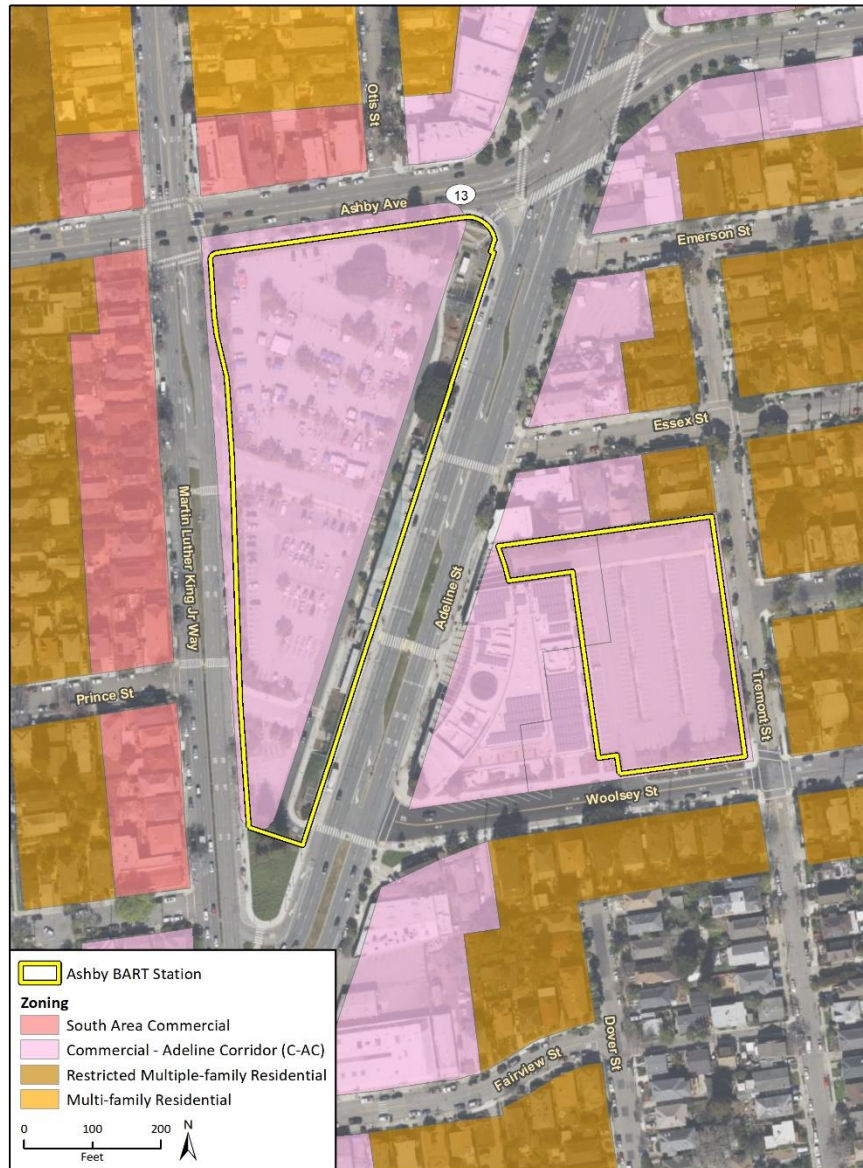 Otis St
13
Ashby Ave
Emerson St
Essex St
Martin Luther King Jr Way
Adeline St
Prince St
Tremont St
Woolsey St
Ashby BART Station
Zoning
South Area Commercial
Commercial - Adeline Corridor (C-AC)
Restricted Multiple-family Residential
Multi-family Residential
0 100 200 N
Feet
Fairview St
Dover St